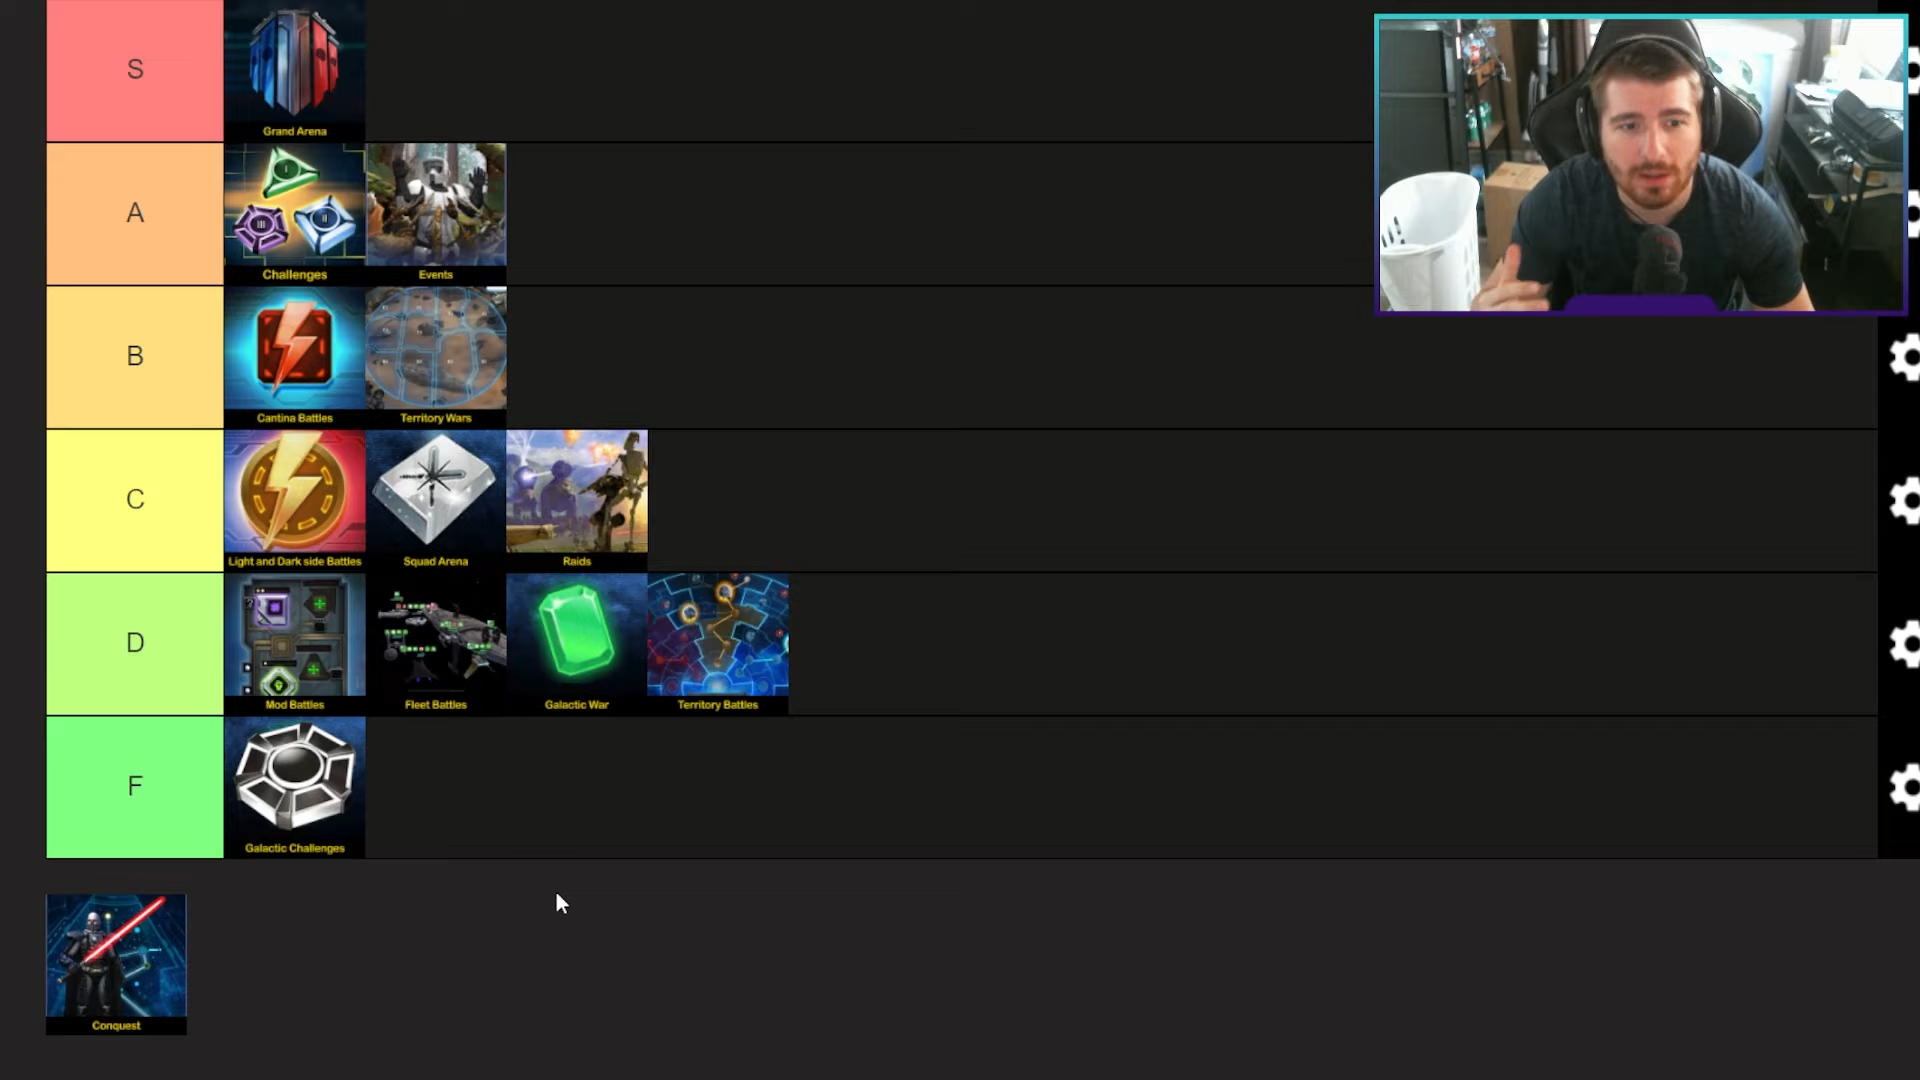 S
Grand Arena
A
Challenges
Events
B
Cantina Battles
Territory Wars
C
Light and Dark side Battles
Squad Arena
Raids
D
Mod Battles
Fleet Battles
Galactic War
Territory Battles
F
Galactic Challenges
Conquest